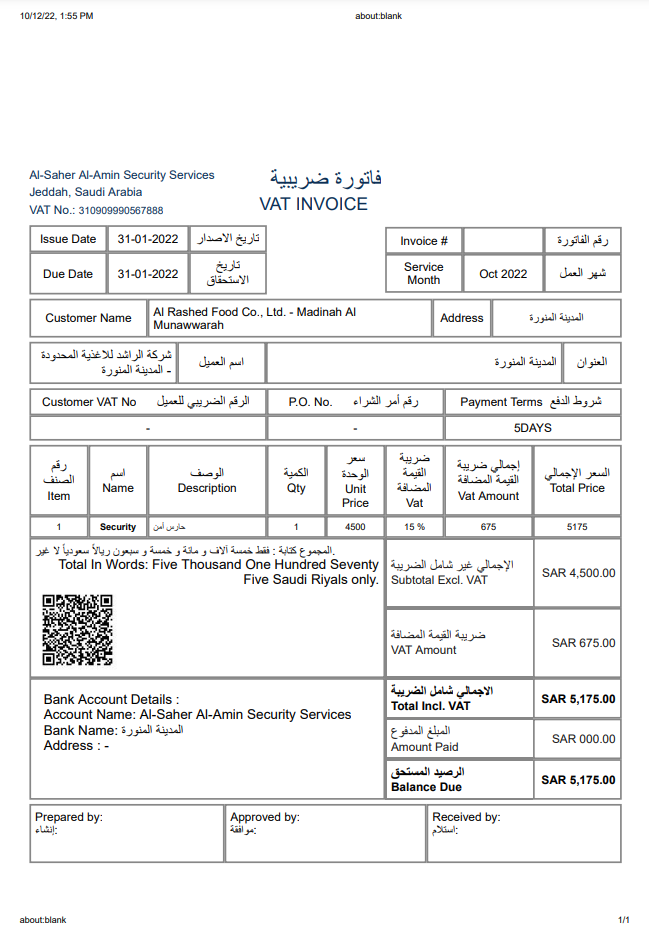 10/12/22, 1:55 PM about:blank
Al-Saher Al-Amin Security Services
Jeddah, Saudi Arabia
VAT No.: 310909990567888
فاتورة ضريبية
VAT INVOICE
Issue Date 31-01-2022 تاريخ الاصدار
Due Date 31-01-2022 تاريخ الاستحقاق
Invoice # رقم الفاتورة
Service Month Oct 2022 شهر العمل
Customer Name Al Rashed Food Co., Ltd. - Madinah Al Munawwarah Address المدينة المنورة
شركة الراشد للاغذية المحدودة - المدينة المنورة اسم العميل المدينة المنورة العنوان
Customer VAT No الرقم الضريبي للعميل P.O. No. رقم أمر الشراء Payment Terms شروط الدفع
- - 5DAYS
رقم الصنف Item اسم Name الوصف Description الكمية Qty سعر الوحدة Unit Price ضريبة القيمة المضافة Vat إجمالي ضريبة القيمة المضافة Vat Amount السعر الإجمالي Total Price
1 Security حارس أمن 1 4500 15 % 675 5175
المجموع كتابة : فقط خمسة آلاف و مائة و خمسة و سبعون ريالاً سعودياً لا غير.
Total In Words: Five Thousand One Hundred Seventy
Five Saudi Riyals only.
الإجمالي غير شامل الضريبة
Subtotal Excl. VAT SAR 4,500.00
ضريبة القيمة المضافة
VAT Amount SAR 675.00
Bank Account Details :
Account Name: Al-Saher Al-Amin Security Services
Bank Name: المدينة المنورة
Address : -
الاجمالي شامل الضريبة
Total Incl. VAT SAR 5,175.00
المبلغ المدفوع
Amount Paid SAR 000.00
الرصيد المستحق
Balance Due SAR 5,175.00
Prepared by: Approved by: Received by:
إنشاء: موافقة: استلام:
about:blank 1/1